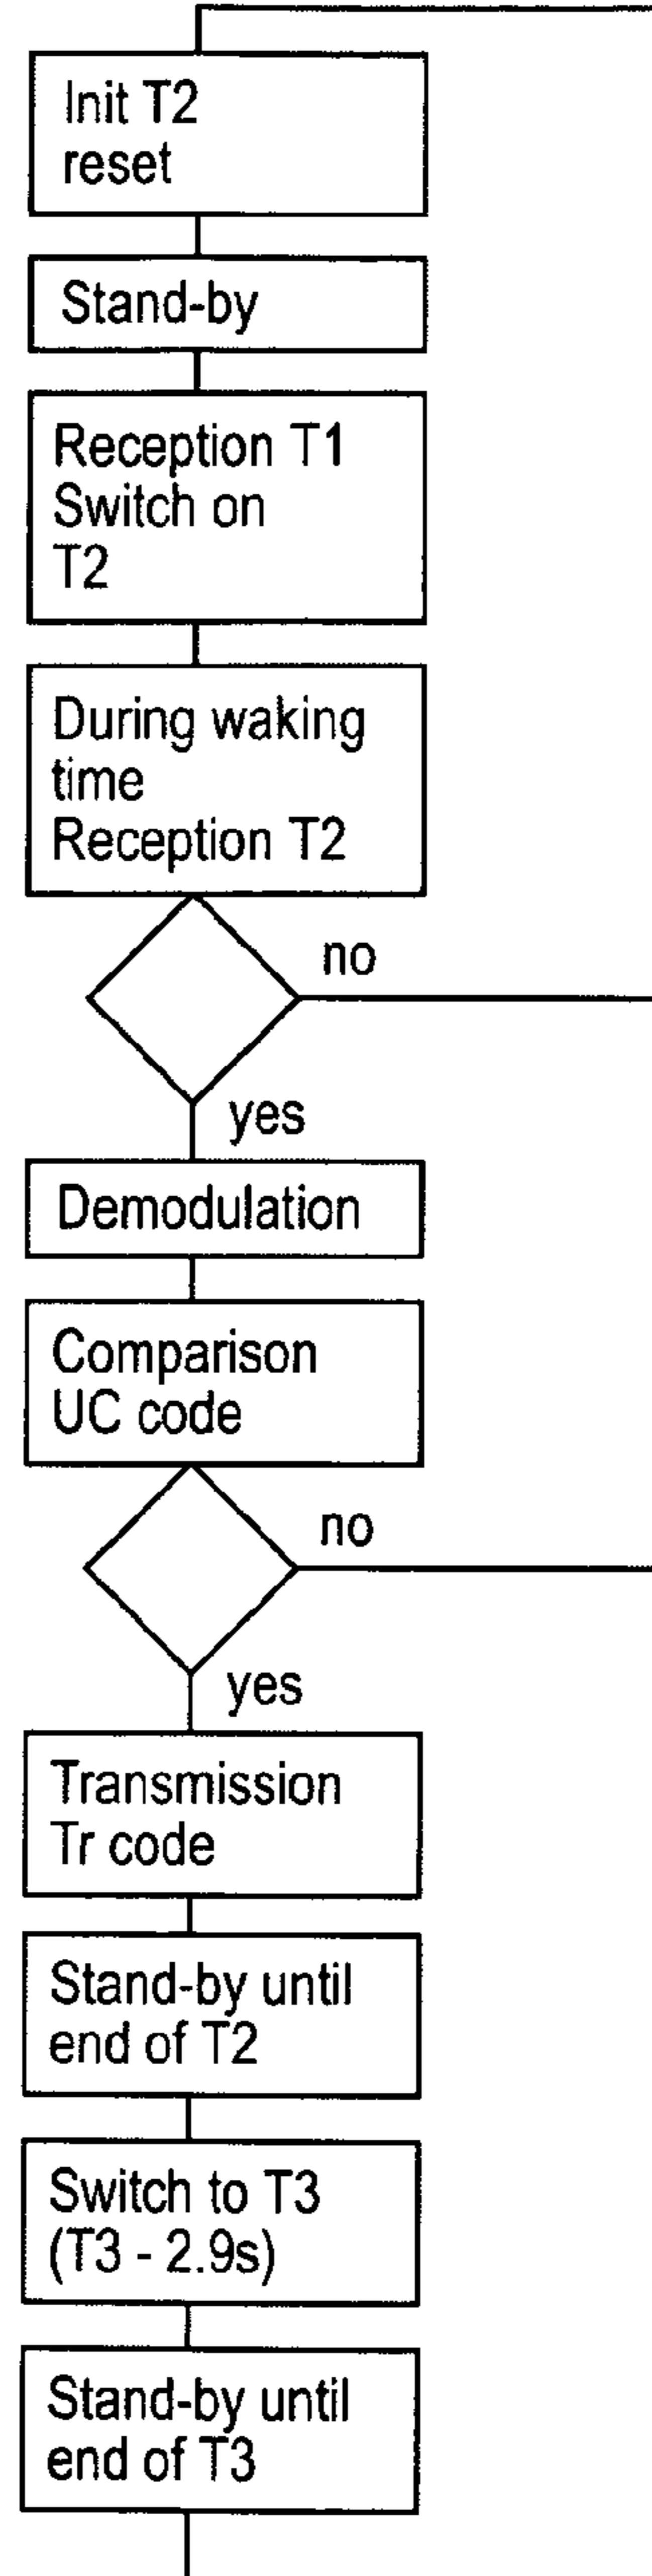 Init T2
reset
Stand-by
Reception T1
Switch on
T2
During waking
time
Reception T2
no
yes
Demodulation
Comparison
UC code
no
yes
Transmission
Tr code
Stand-by until
end of T2
Switch to T3
(T3 - 2.9s)
Stand-by until
end of T3